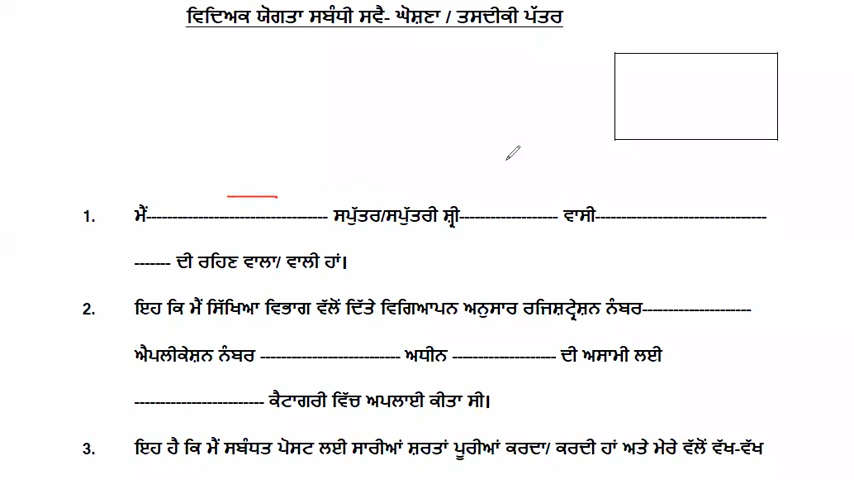 ਵਿਦਿਅਕ ਯੋਗਤਾ ਸਬੰਧੀ ਸਵੈ- ਘੋਸ਼ਣਾ / ਤਸਦੀਕੀ ਪੱਤਰ
1. ਮੈਂ----------------------------------- ਸਪੁੱਤਰ/ਸਪੁੱਤਰੀ ਸ਼੍ਰੀ------------------- ਵਾਸੀ---------------------------------
------- ਦੀ ਰਹਿਣ ਵਾਲਾ/ ਵਾਲੀ ਹਾਂ।
2. ਇਹ ਕਿ ਮੈਂ ਸਿੱਖਿਆ ਵਿਭਾਗ ਵੱਲੋਂ ਦਿੱਤੇ ਵਿਗਿਆਪਨ ਅਨੁਸਾਰ ਰਜਿਸ਼ਟ੍ਰੇਸ਼ਨ ਨੰਬਰ---------------------
ਐਪਲੀਕੇਸ਼ਨ ਨੰਬਰ --------------------------- ਅਧੀਨ -------------------- ਦੀ ਅਸਾਮੀ ਲਈ
------------------------- ਕੈਟਾਗਰੀ ਵਿੱਚ ਅਪਲਾਈ ਕੀਤਾ ਸੀ।
3. ਇਹ ਹੈ ਕਿ ਮੈਂ ਸਬੰਧਤ ਪੋਸਟ ਲਈ ਸਾਰੀਆਂ ਸ਼ਰਤਾਂ ਪੂਰੀਆਂ ਕਰਦਾ/ ਕਰਦੀ ਹਾਂ ਅਤੇ ਮੇਰੇ ਵੱਲੋਂ ਵੱਖ-ਵੱਖ